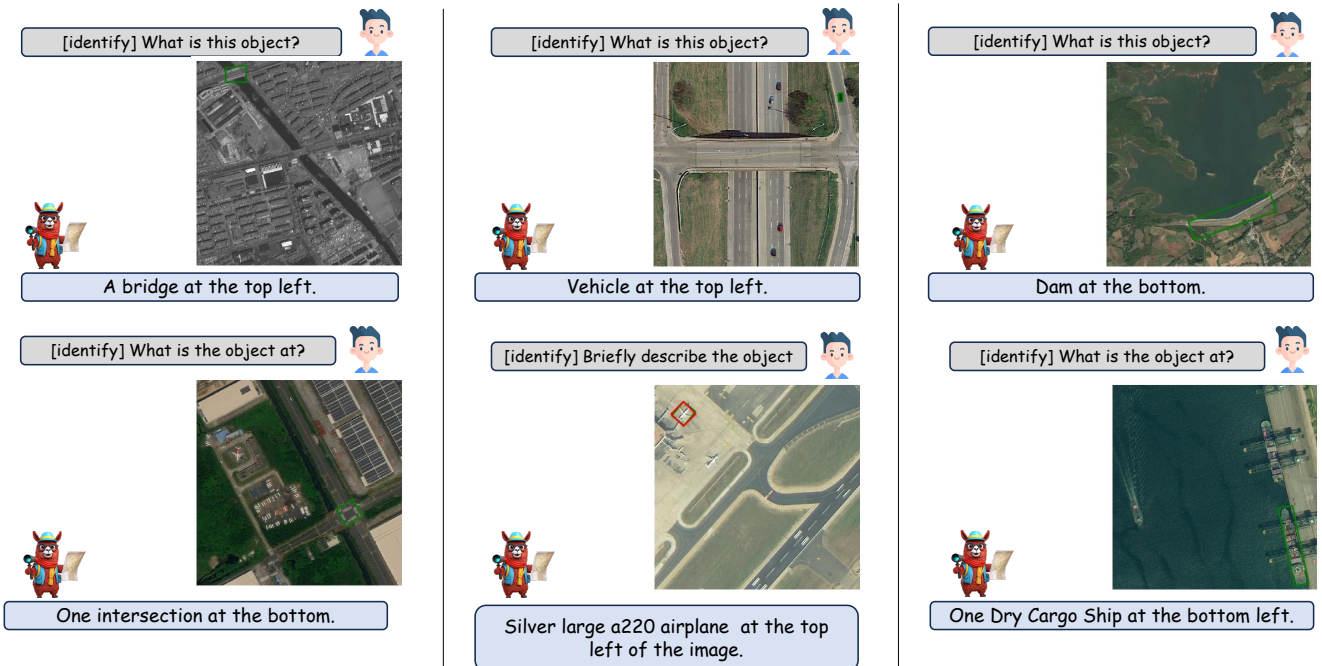 [identify] What is this object?
A bridge at the top left.
[identify] What is the object at?
One intersection at the bottom.
[identify] What is this object?
Vehicle at the top left.
[identify] Briefly describe the object
Silver large a220 airplane at the top
left of the image.
[identify] What is this object?
Dam at the bottom.
[identify] What is the object at?
One Dry Cargo Ship at the bottom left.